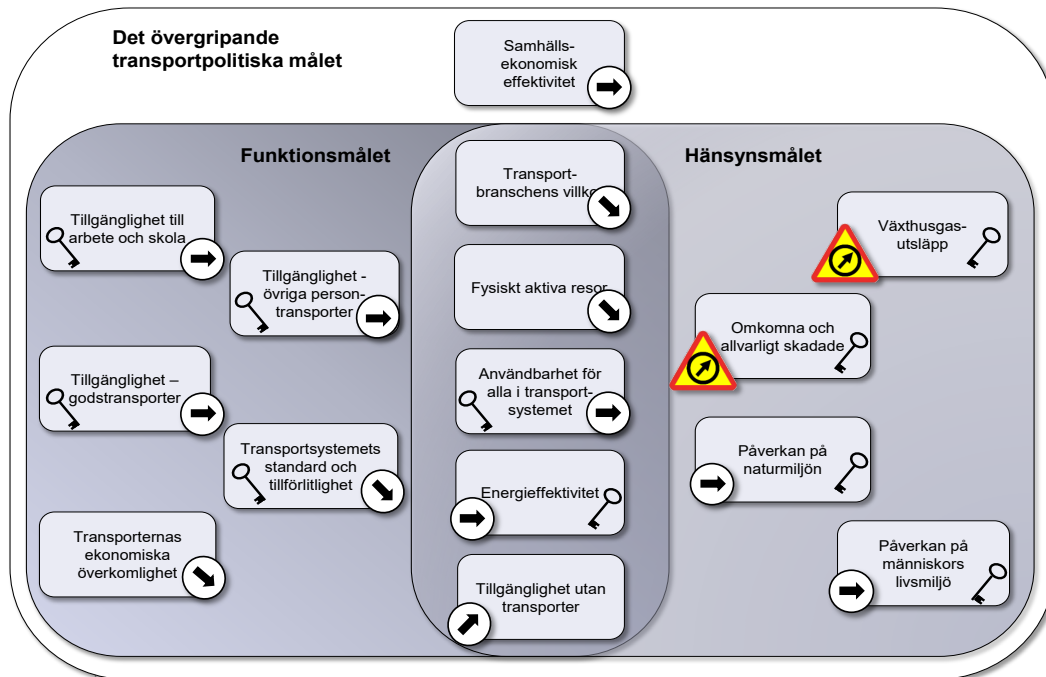 Det övergripande
transportpolitiska målet
Samhälls-
ekonomisk
effektivitet
Funktionsmålet
Hänsynsmålet
Tillgänglighet till
arbete och skola
Tillgänglighet -
övriga person-
transporter
Tillgänglighet –
godstransporter
Transportsystemets
standard och
tillförlitlighet
Transporternas
ekonomiska
överkomlighet
Transport-
branschens villko
Fysiskt aktiva resor
Användbarhet för
alla i transport-
systemet
Energieffektivitet
Tillgänglighet utan
transporter
Växthusgas-
utsläpp
Omkomna och
allvarligt skadade
Påverkan på
naturmiljön
Påverkan på
människors
livsmiljö